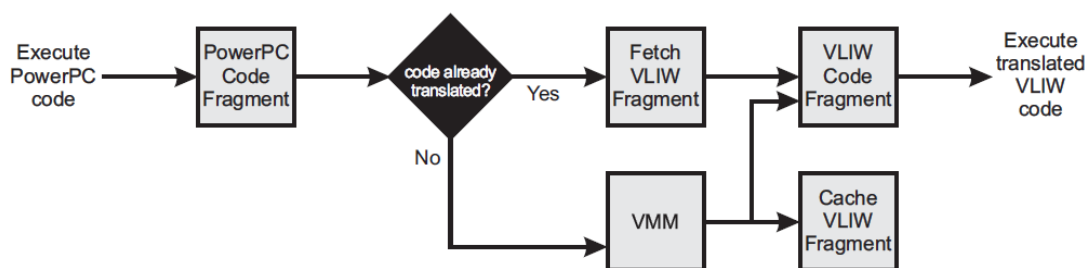 Execute
PowerPC
code
PowerPC
Code
Fragment
code already
translated?
Yes
No
Fetch
VLIW
Fragment
VLIW
Code
Fragment
Execute
translated
VLIW
code
VMM
Cache
VLIW
Fragment